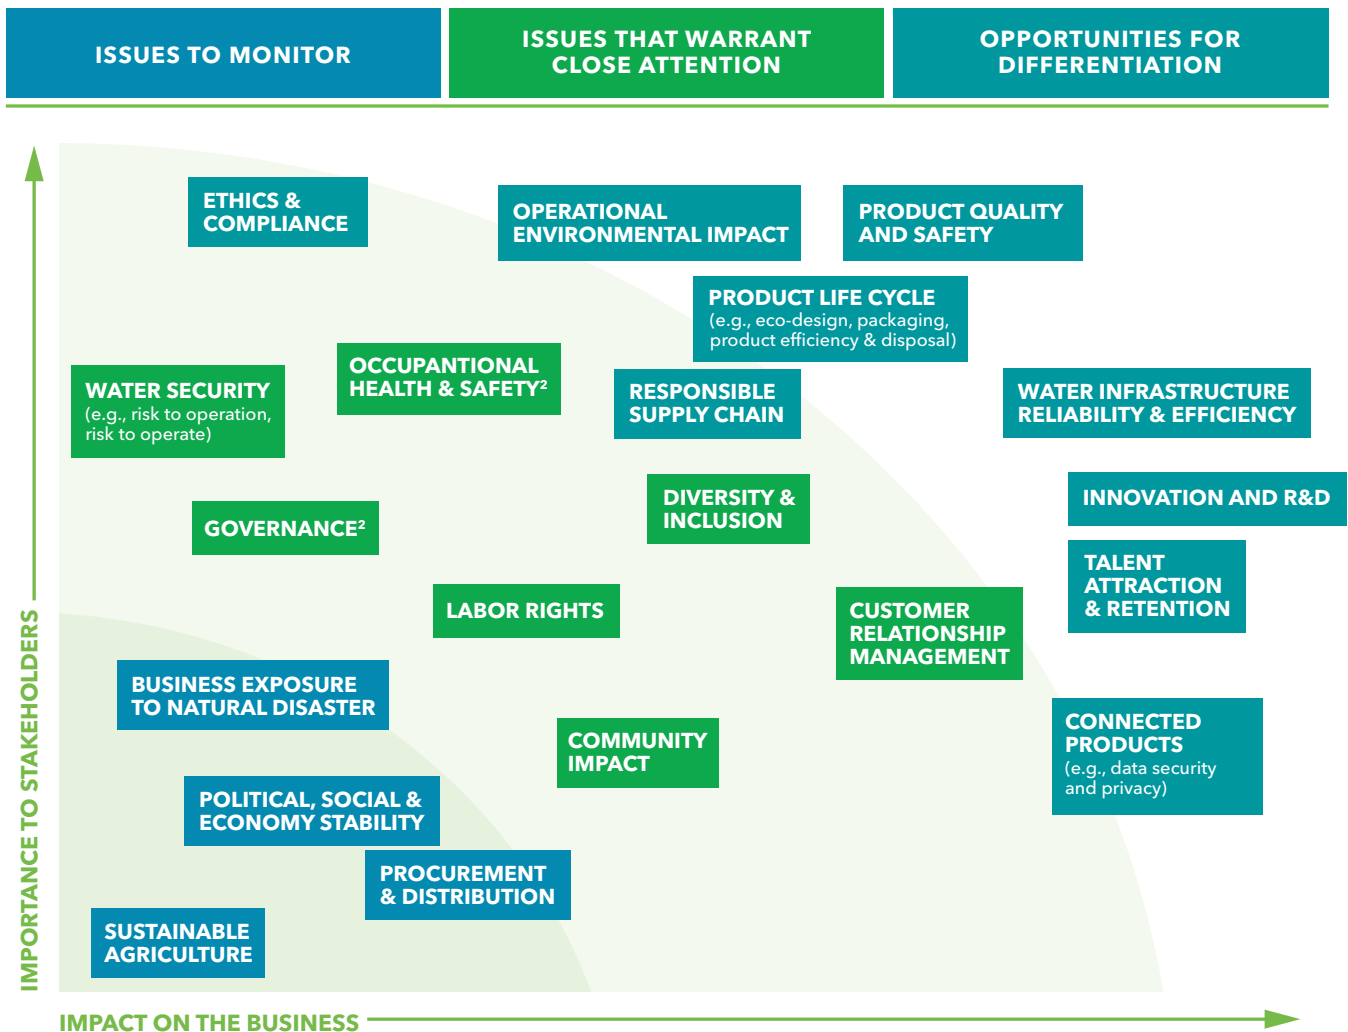 ISSUES TO MONITOR
ISSUES THAT WARRANT
CLOSE ATTENTION
OPPORTUNITIES FOR
DIFFERENTIATION
ETHICS &
COMPLIANCE
OPERATIONAL
ENVIRONMENTAL IMPACT
PRODUCT QUALITY
AND SAFETY
PRODUCT LIFE CYCLE
(e.g., eco-design, packaging,
product efficiency & disposal)
OCCUPANTIONAL
HEALTH & SAFETY²
WATER SECURITY
(e.g., risk to operation,
risk to operate)
RESPONSIBLE
SUPPLY CHAIN
WATER INFRASTRUCTURE
RELIABILITY & EFFICIENCY
DIVERSITY &
INCLUSION
INNOVATION AND R&D
GOVERNANCE²
TALENT
ATTRACTION
& RETENTION
LABOR RIGHTS
CUSTOMER
RELATIONSHIP
MANAGEMENT
BUSINESS EXPOSURE
TO NATURAL DISASTER
COMMUNITY
IMPACT
CONNECTED
PRODUCTS
(e.g., data security
and privacy)
POLITICAL, SOCIAL &
ECONOMY STABILITY
PROCUREMENT
& DISTRIBUTION
SUSTAINABLE
AGRICULTURE
IMPORTANCE TO STAKEHOLDERS
IMPACT ON THE BUSINESS